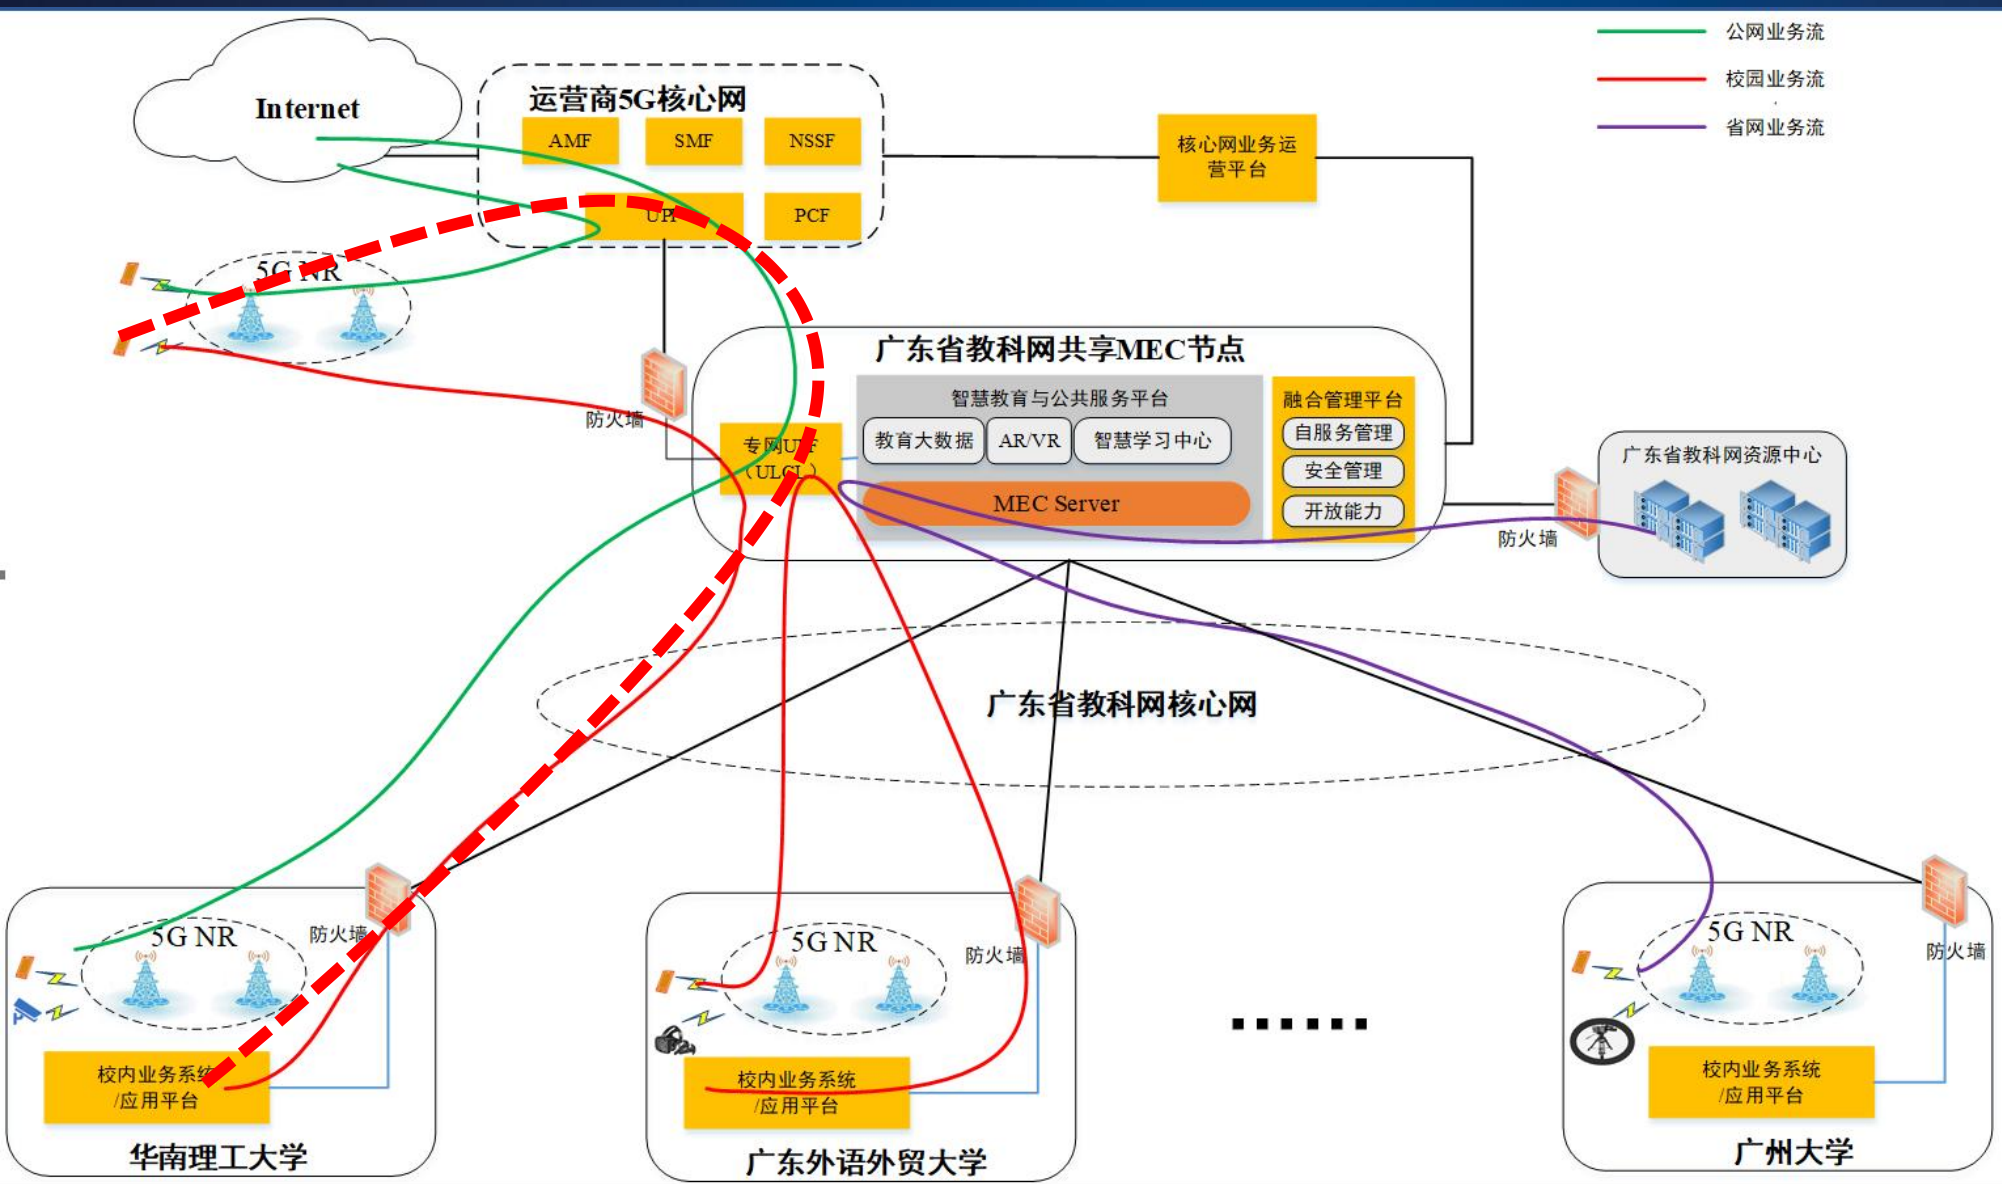 公网业务流
校园业务流
省网业务流
Internet
运营商5G核心网
AMF
SMF
NSSF
UPF
PCF
核心网业务运
营平台
5G NR
防火墙
广东省教科网共享MEC节点
专网UPF
（ULCL）
智慧教育与公共服务平台
教育大数据
AR/VR
智慧学习中心
MEC Server
融合管理平台
自服务管理
安全管理
开放能力
防火墙
广东省教科网资源中心
广东省教科网核心网
5G NR
防火墙
校内业务系统
/应用平台
华南理工大学
5G NR
防火墙
校内业务系统
/应用平台
广东外语外贸大学
......
5G NR
防火墙
校内业务系统
/应用平台
广州大学